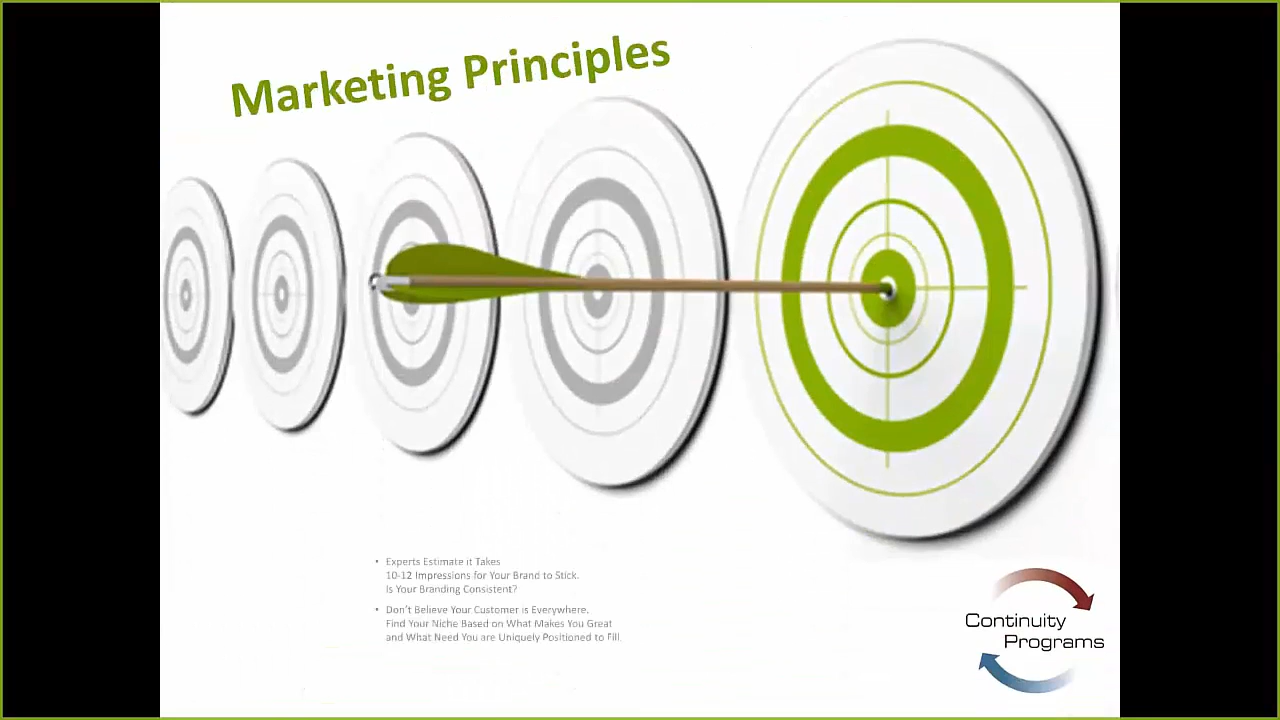 Marketing Principles
• Experts Estimate it Takes
10-12 Impressions for Your Brand to Stick.
Is Your Branding Consistent?
• Don't Believe Your Customer is Everywhere.
Find Your Niche Based on What Makes You Great
and What Need You are Uniquely Positioned to Fill.
Continuity
Programs